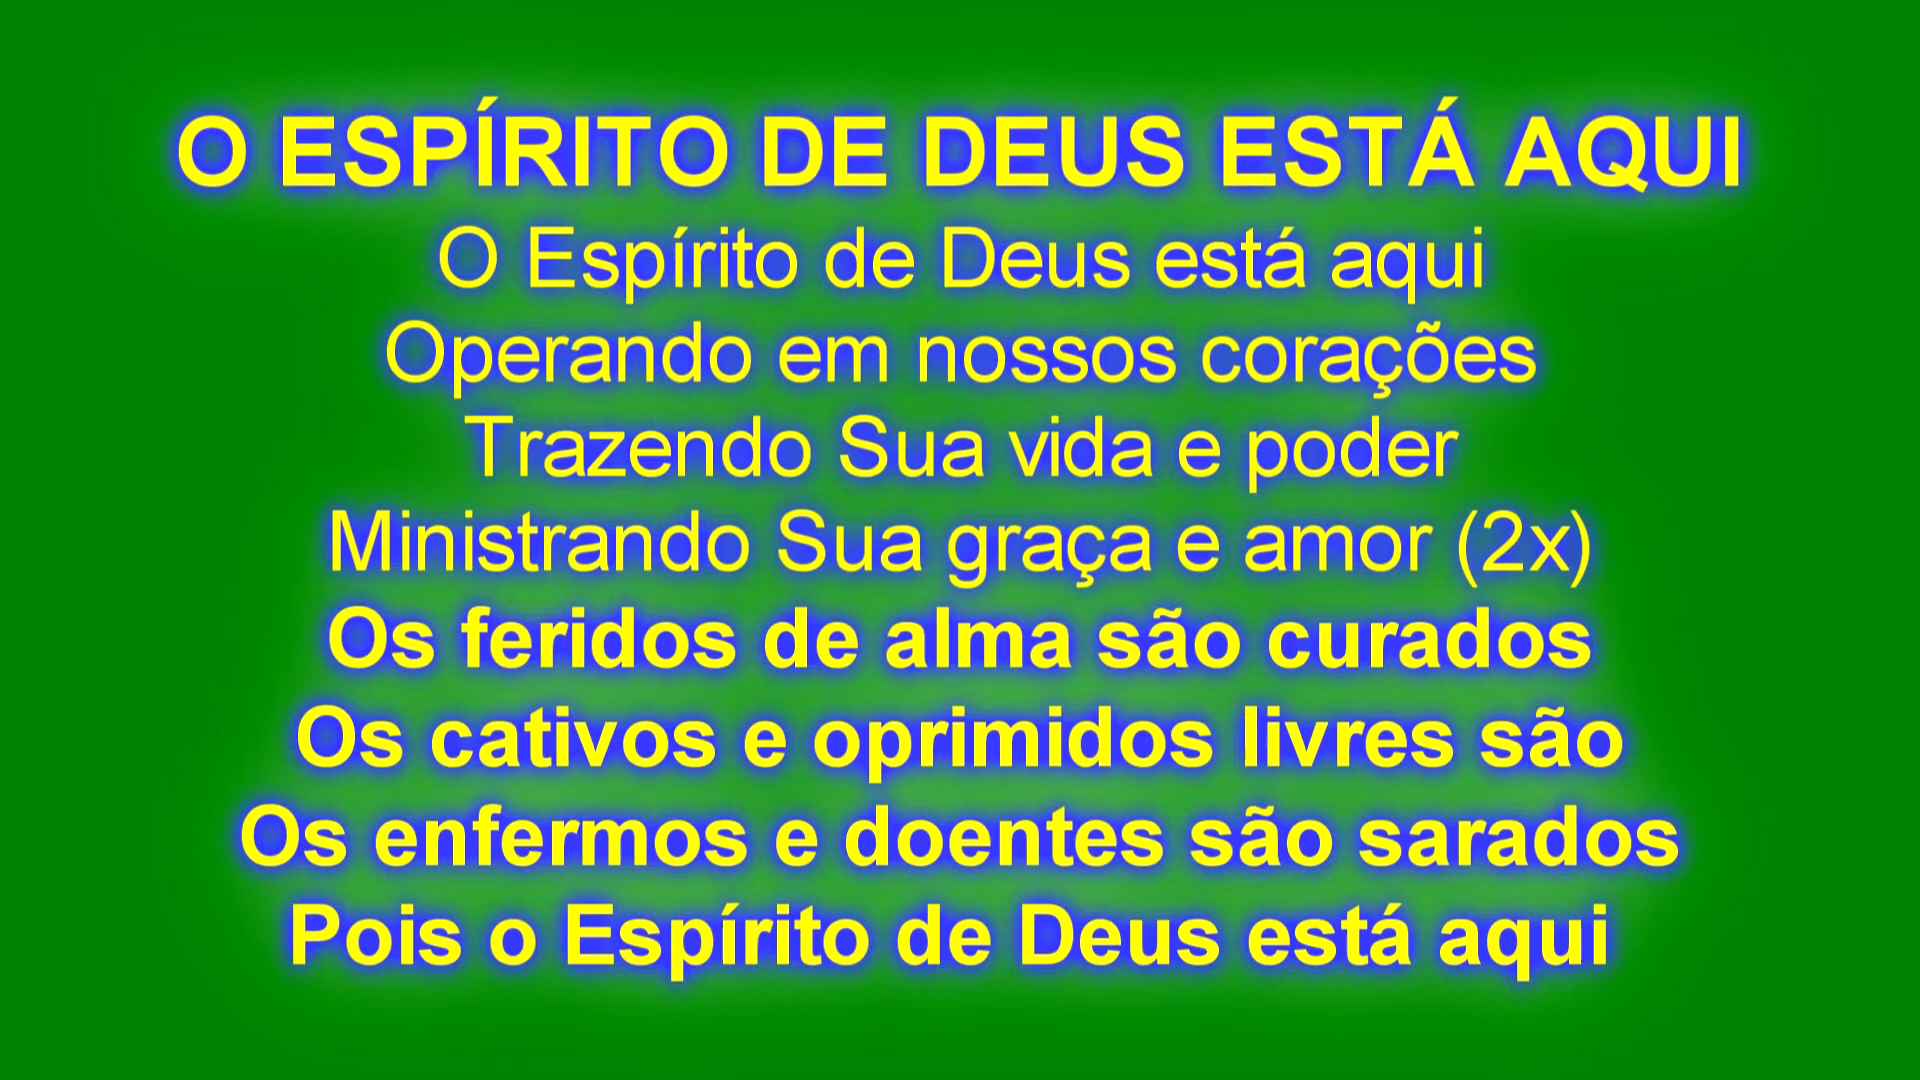 O ESPÍRITO DE DEUS ESTÁ AQUI
O Espírito de Deus está aqui
Operando em nossos corações
Trazendo Sua vida e poder
Ministrando Sua graça e amor (2x)
Os feridos de alma são curados
Os cativos e oprimidos livres são
Os enfermos e doentes são sarados
Pois o Espírito de Deus está aqui